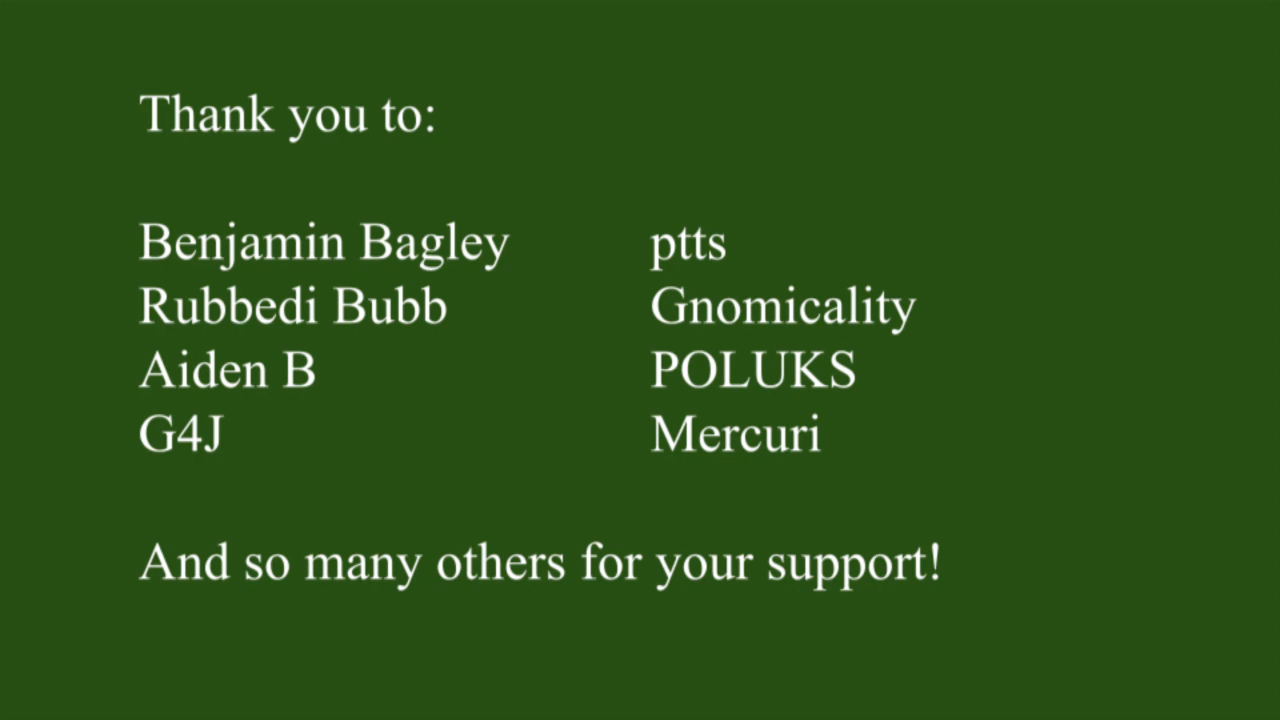 Thank you to:
Benjamin Bagley
Rubbedi Bubb
Aiden B
G4J
ptts
Gnomicality
POLUKS
Mercuri
And so many others for your support!